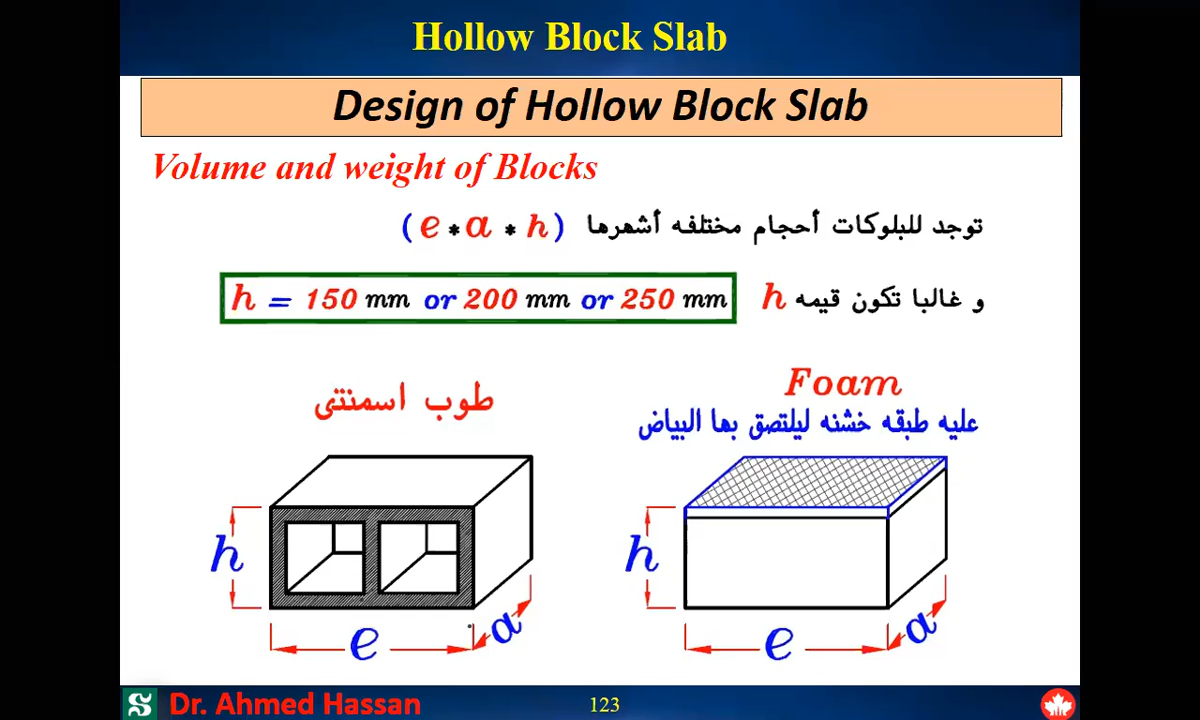 Hollow Block Slab
Design of Hollow Block Slab
Volume and weight of Blocks
توجد للبلوكات أحجام مختلفه أشهرها (e * a * h)
و غالبا تكون قيمه h h = 150 mm or 200 mm or 250 mm
طوب اسمنتى
Foam
عليه طبقه خشنه ليلتصق بها البياض
h
e
a
h
e
a
Dr. Ahmed Hassan
123